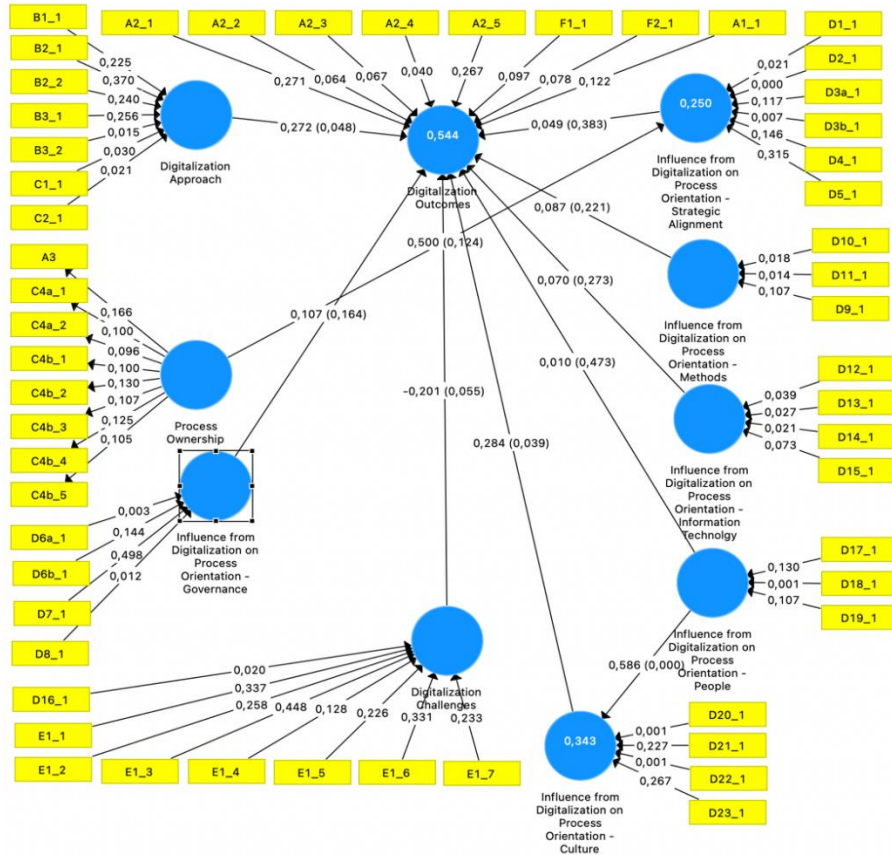 B1_1
A2_1
A2_2
A2_3
A2_4
A2_5
F1_1
F2_1
A1_1
D1_1
B2_1
D2_1
B2_2
D3a_1
B3_1
D3b_1
B3_2
D4_1
C1_1
D5_1
C2_1
0,225
0,370
0,240
0,256
0,015
0,030
0,021
0,271
0,064
0,067
0,040
0,267
0,097
0,078
0,122
0,021
0,000
0,117
0,007
0,146
0,315
0,250
0,544
0,272 (0,048)
0,049 (0,383)
Digitalization
Approach
Digitalization
Outcomes
Influence from
Digitalization on
Process
Orientation -
Strategic
Alignment
0,087 (0,221)
0,500 (0,124)
0,018
0,014
0,107
D10_1
D11_1
D9_1
0,070 (0,273)
Influence from
Digitalization on
Process
Orientation -
Methods
A3
C4a_1
C4a_2
C4b_1
C4b_2
C4b_3
C4b_4
C4b_5
0,166
0,100
0,096
0,100
0,130
0,107
0,125
0,105
Process
Ownership
0,107 (0,164)
0,010 (0,473)
-0,201 (0,055)
0,284 (0,039)
0,039
0,027
0,021
0,073
D12_1
D13_1
D14_1
D15_1
Influence from
Digitalization on
Process
Orientation -
Information
Technolgy
D6a_1
D6b_1
D7_1
D8_1
0,003
0,144
0,498
0,012
Influence from
Digitalization on
Process
Orientation -
Governance
0,130
0,001
0,107
D17_1
D18_1
D19_1
Influence from
Digitalization on
Process
Orientation
- People
0,586 (0,000)
D16_1
E1_1
E1_2
E1_3
E1_4
E1_5
E1_6
E1_7
0,020
0,337
0,258
0,448
0,128
0,226
0,331
0,233
Digitalization
Challenges
0,343
0,001
0,227
0,001
0,267
D20_1
D21_1
D22_1
D23_1
Influence from
Digitalization on
Process
Orientation -
Culture